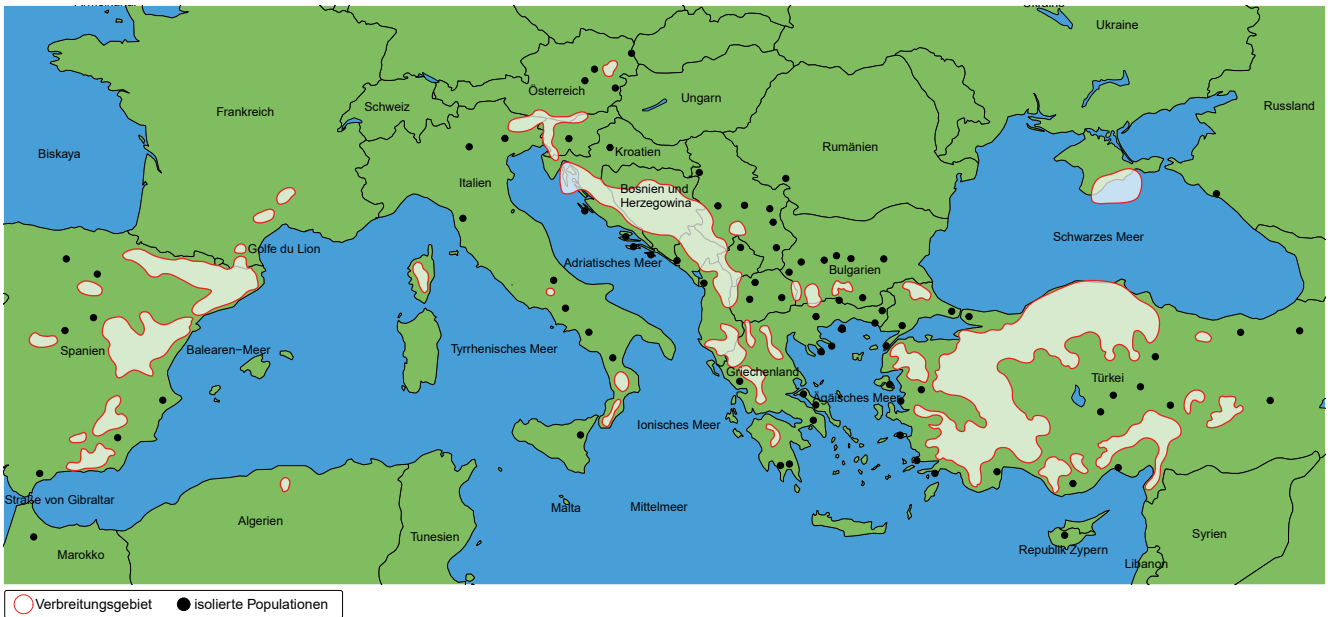 Ukraine
Frankreich
Schweiz
Österreich
Ungarn
Russland
Biskaya
Kroatien
Rumänien
Italien
Bosnien und
Herzegowina
Golfe du Lion
Adriatisches Meer
Schwarzes Meer
Bulgarien
Spanien
Balearen−Meer
Tyrrhenisches Meer
Griechenland
Türkei
Ägäisches Meer
Ionisches Meer
Straße von Gibraltar
Algerien
Malta
Mittelmeer
Tunesien
Syrien
Marokko
Republik Zypern
Libanon
Verbreitungsgebiet
isolierte Populationen